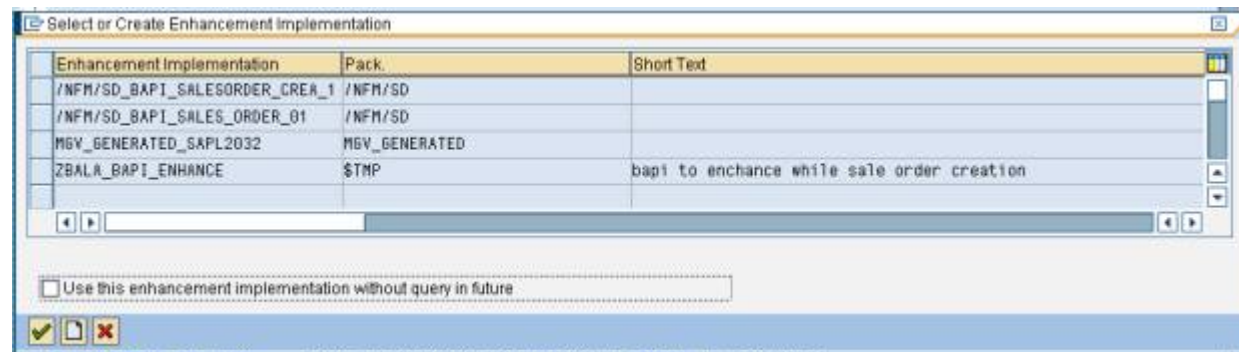 Select or Create Enhancement Implementation
Enhancement Implementation Pack. Short Text
/NFM/SD_BAPI_SALESORDER_CREA_1 /NFM/SD
/NFM/SD_BAPI_SALES_ORDER_01 /NFM/SD
MGV_GENERATED_SAPL2032 MGV_GENERATED
ZBALA_BAPI_ENHANCE $TMP bapi to enchance while sale order creation
Use this enhancement implementation without query in future